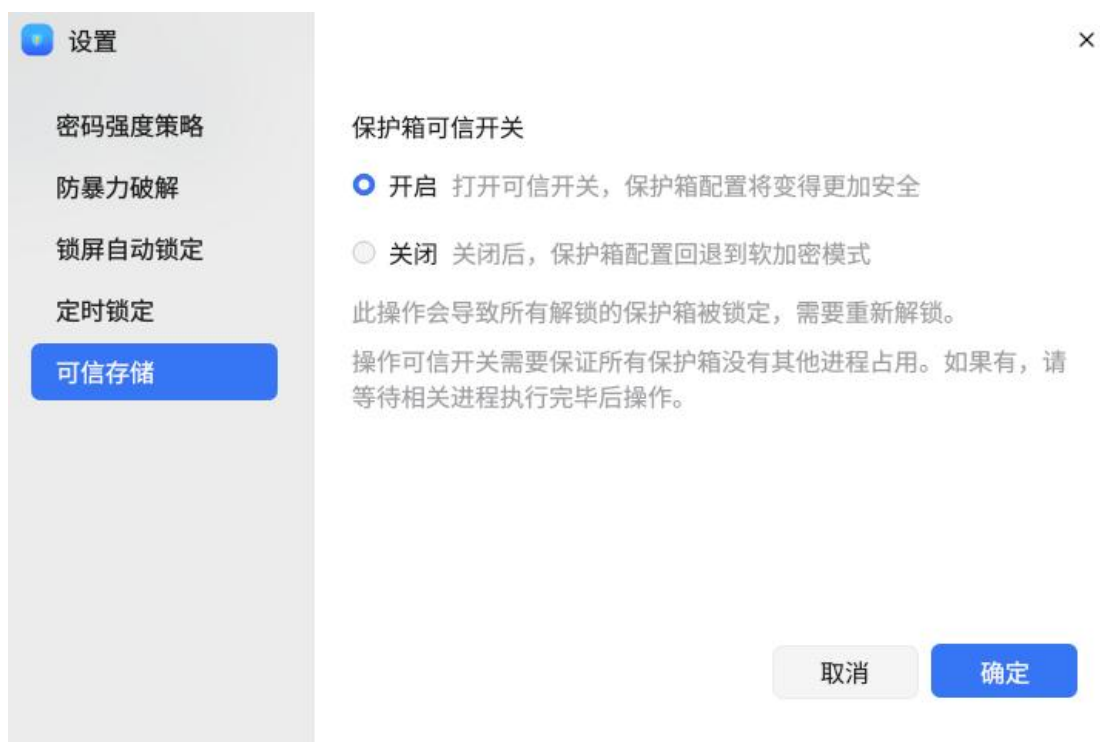 设置
密码强度策略
防暴力破解
锁屏自动锁定
定时锁定
可信存储
保护箱可信开关
开启 打开可信开关，保护箱配置将变得更加安全
关闭 关闭后，保护箱配置回退到软加密模式
此操作会导致所有解锁的保护箱被锁定，需要重新解锁。
操作可信开关需要保证所有保护箱没有其他进程占用。如果有，请
等待相关进程执行完毕后操作。
取消
确定